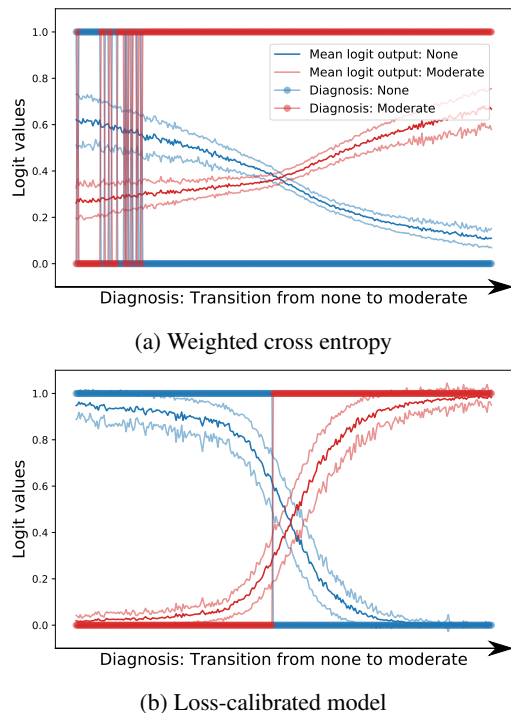 1.0
0.8
0.6
0.4
0.2
0.0
Logit values
Mean logit output: None
Mean logit output: Moderate
Diagnosis: None
Diagnosis: Moderate
Diagnosis: Transition from none to moderate
(a) Weighted cross entropy
1.0
0.8
0.6
0.4
0.2
0.0
Logit values
Diagnosis: Transition from none to moderate
(b) Loss-calibrated model